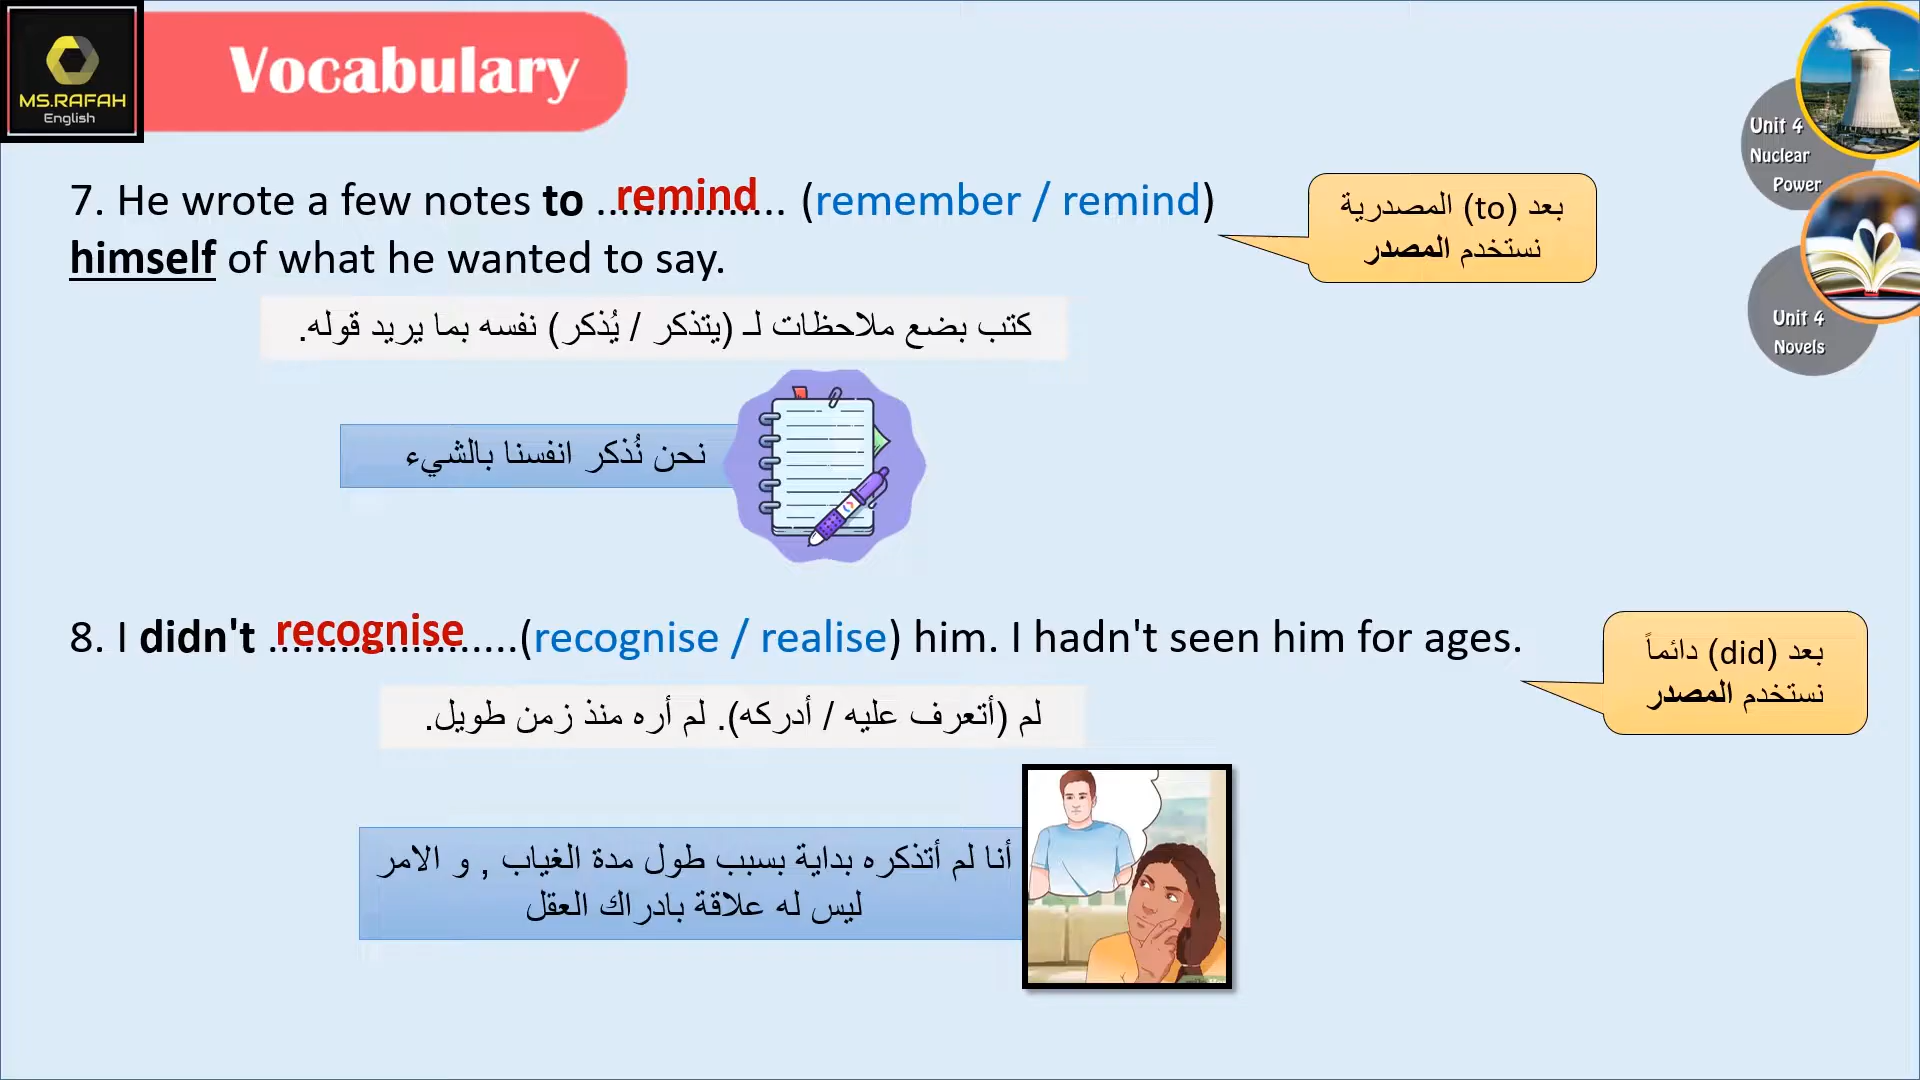 MS.RAFAH
English
Vocabulary
Unit 4
Nuclear
Power
Unit 4
Novels
7. He wrote a few notes to ...remind... (remember / remind)
himself of what he wanted to say.
بعد (to) المصدرية
نستخدم المصدر
كتب بضع ملاحظات لـ (يتذكر / يُذكر) نفسه بما يريد قوله.
نحن نُذكر انفسنا بالشيء
8. I didn't ...recognise......(recognise / realise) him. I hadn't seen him for ages.
بعد (did) دائماً
نستخدم المصدر
لم (أتعرف عليه / أدركه). لم أره منذ زمن طويل.
أنا لم أتذكره بداية بسبب طول مدة الغياب , و الامر
ليس له علاقة بادراك العقل